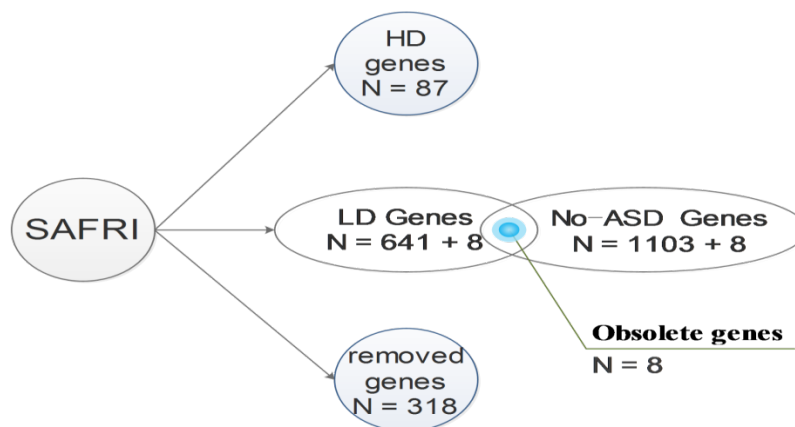 HD
genes
N = 87
SAFRI
LD Genes
N = 641 + 8
No-ASD Genes
N = 1103 + 8
Obsolete genes
N = 8
removed
genes
N = 318